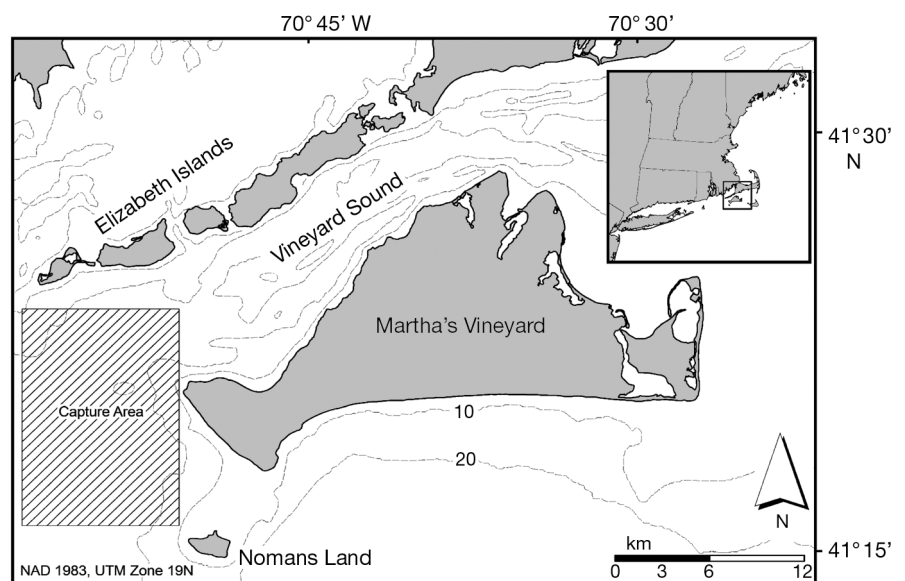 70° 45’ W
70° 30’
41° 30’
N
Elizabeth Islands
Vineyard Sound
Martha’s Vineyard
Capture Area
10
20
N
Nomans Land
km
0 3 6 12
41° 15’
NAD 1983, UTM Zone 19N